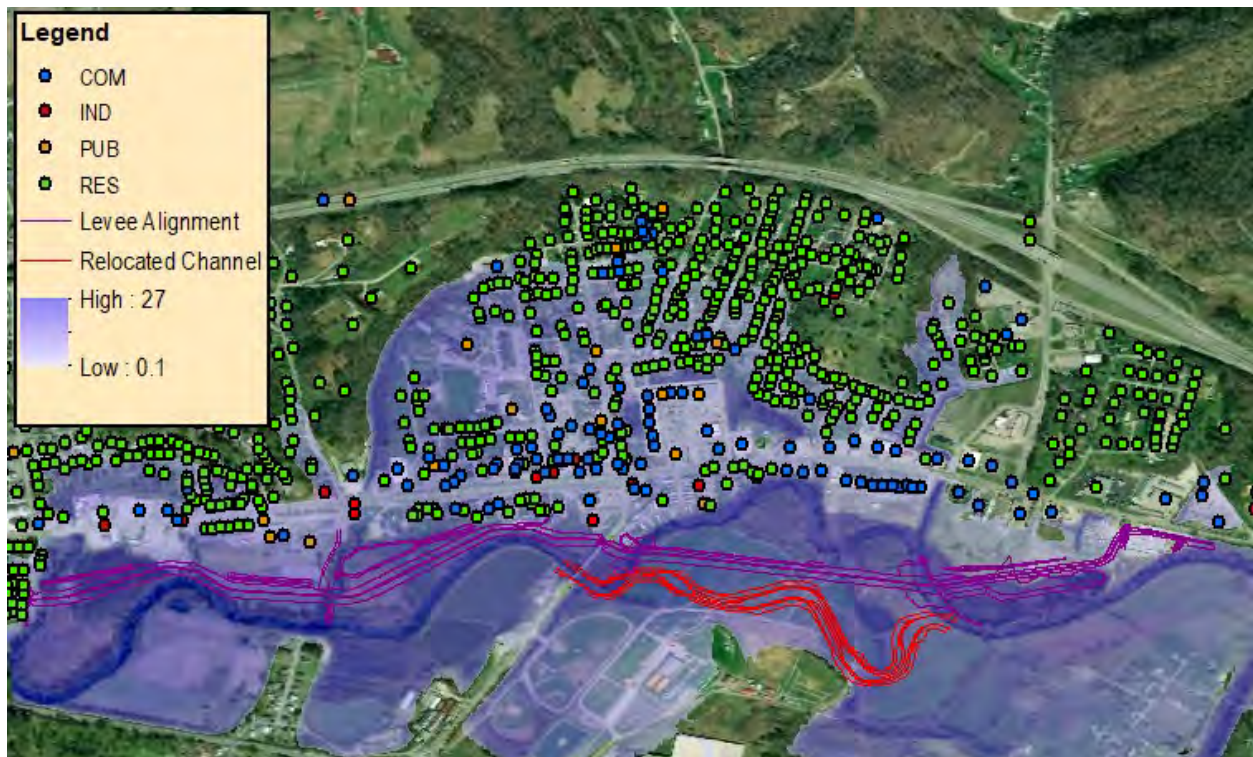 Legend
COM
IND
PUB
RES
Levee Alignment
Relocated Channel
High : 27
Low : 0.1